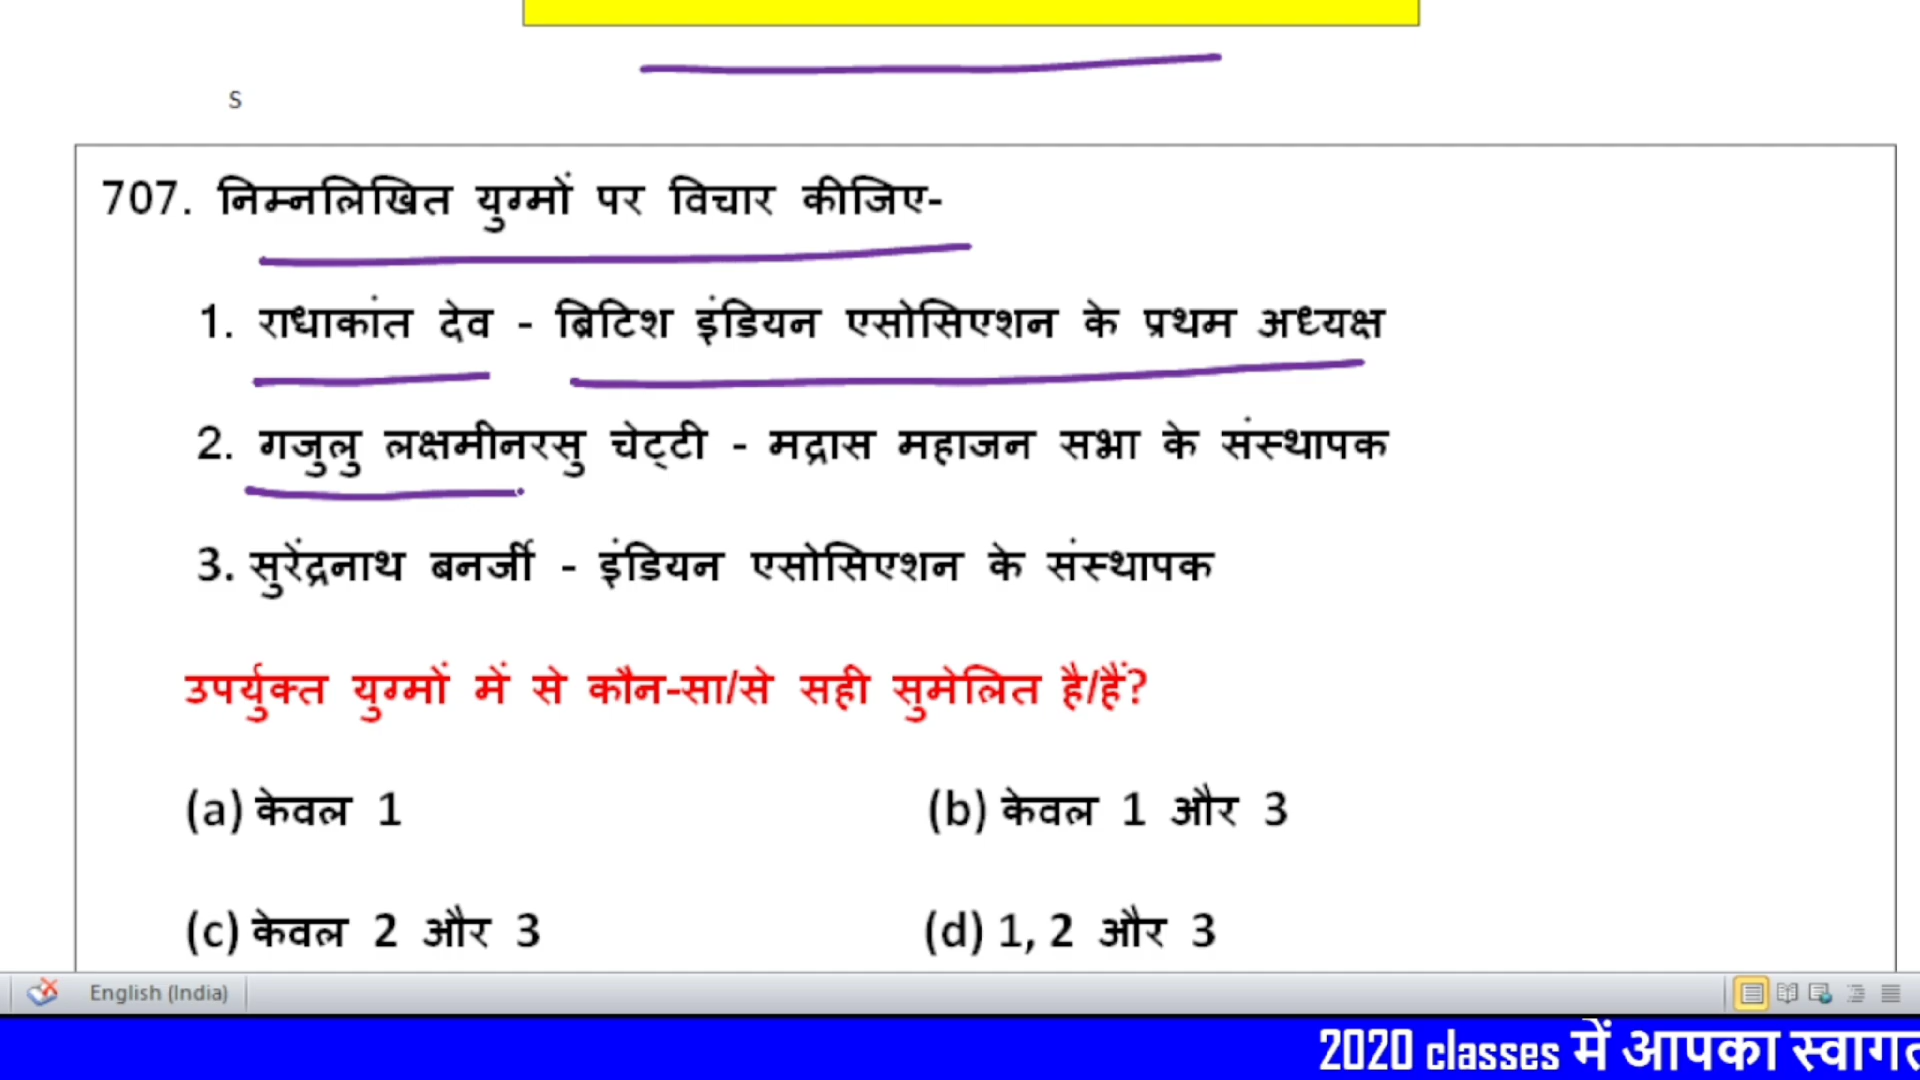 s
707. निम्नलिखित युग्मों पर विचार कीजिए-
1. राधाकांत देव - ब्रिटिश इंडियन एसोसिएशन के प्रथम अध्यक्ष
2. गजुलु लक्षमीनरसु चेट्टी - मद्रास महाजन सभा के संस्थापक
3. सुरेंद्रनाथ बनर्जी - इंडियन एसोसिएशन के संस्थापक
उपर्युक्त युग्मों में से कौन-सा/से सही सुमेलित है/हैं?
(a) केवल 1 (b) केवल 1 और 3
(c) केवल 2 और 3 (d) 1, 2 और 3
English (India)
2020 classes में आपका